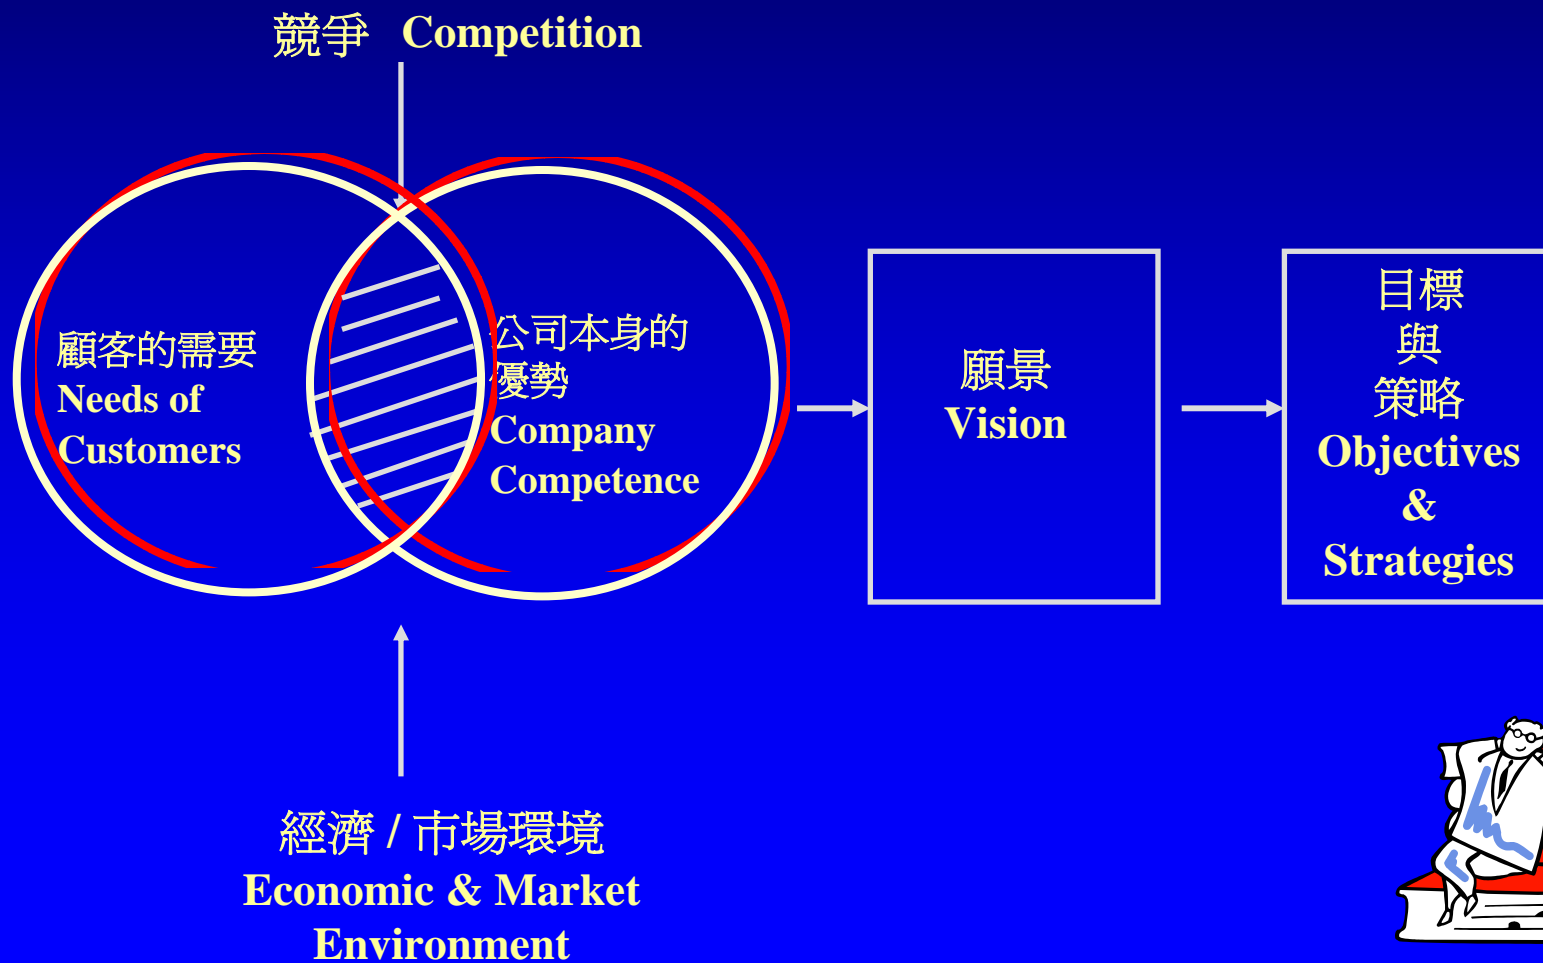 競爭 Competition
顧客的需要
Needs of
Customers
公司本身的
優勢
Company
Competence
願景
Vision
目標
與
策略
Objectives
&
Strategies
經濟 / 市場環境
Economic & Market
Environment